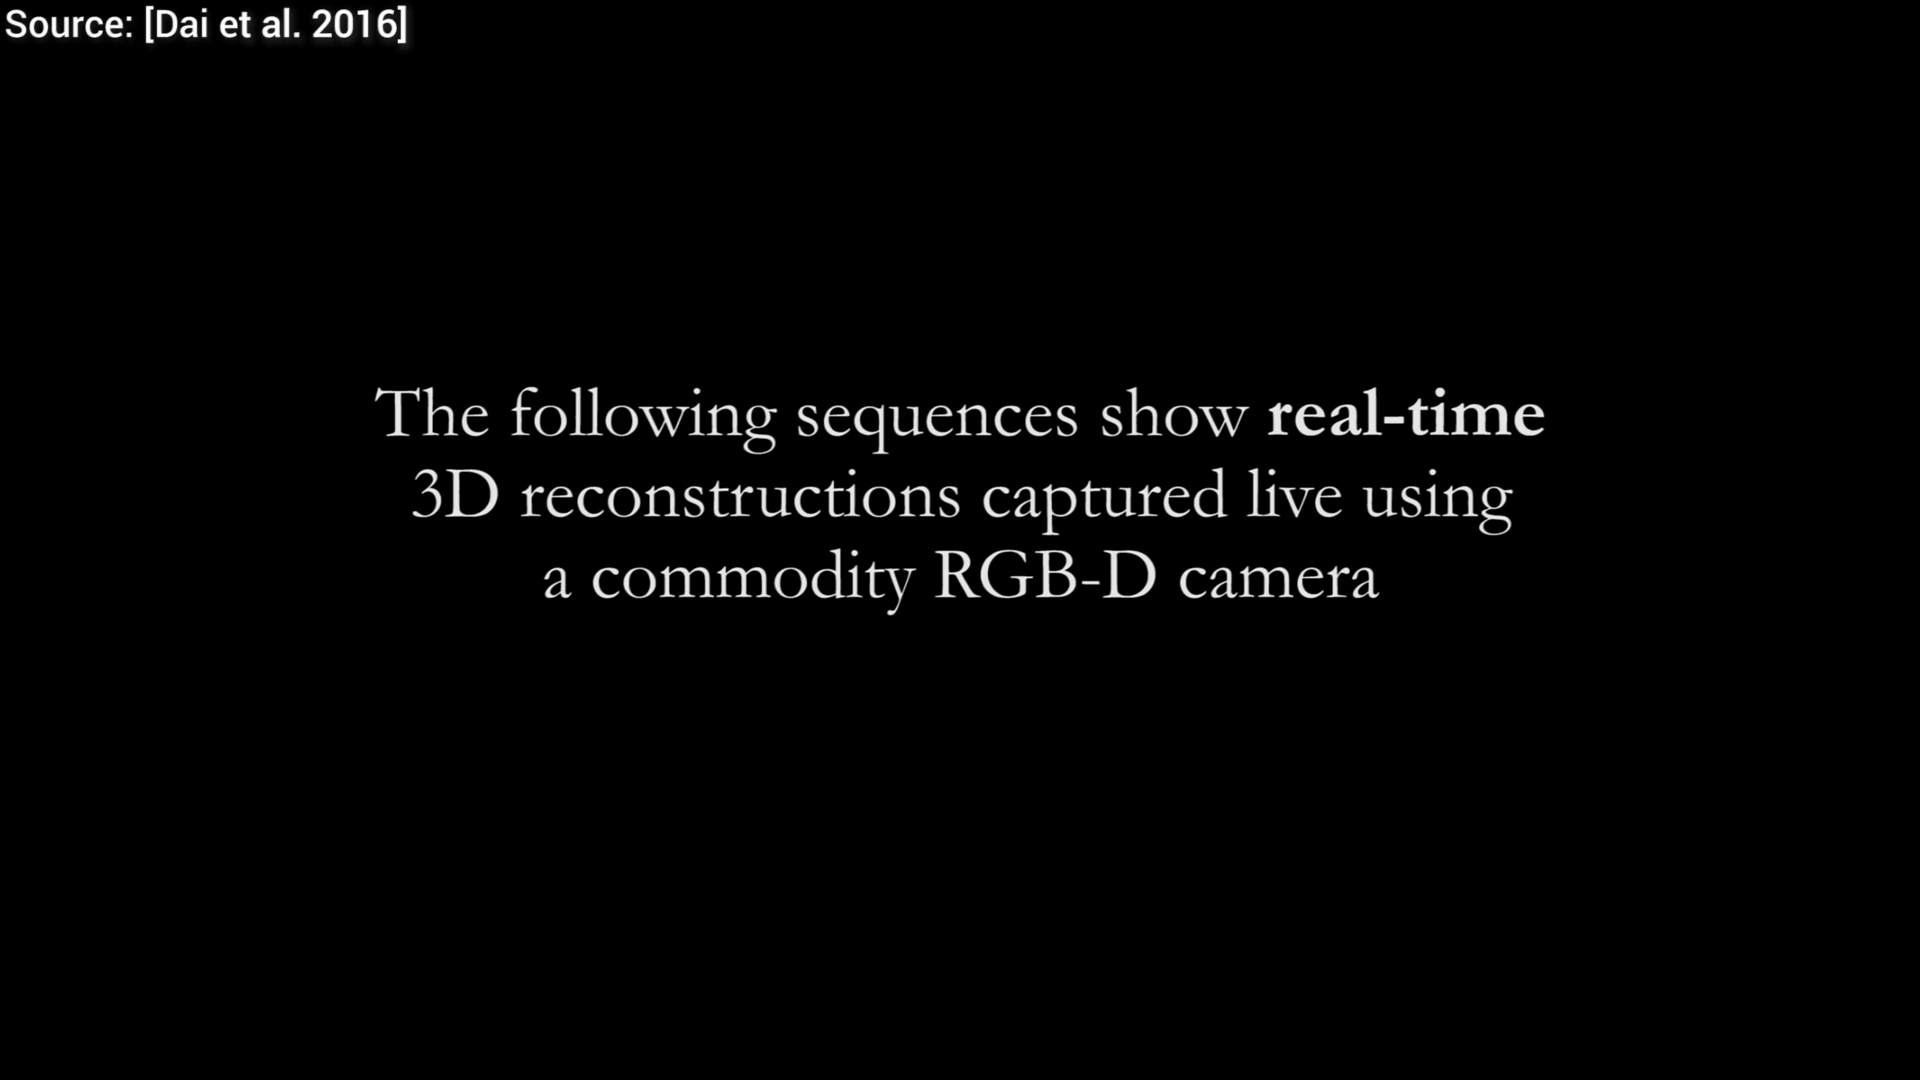 Source: [Dai et al. 2016]
The following sequences show real-time
3D reconstructions captured live using
a commodity RGB-D camera